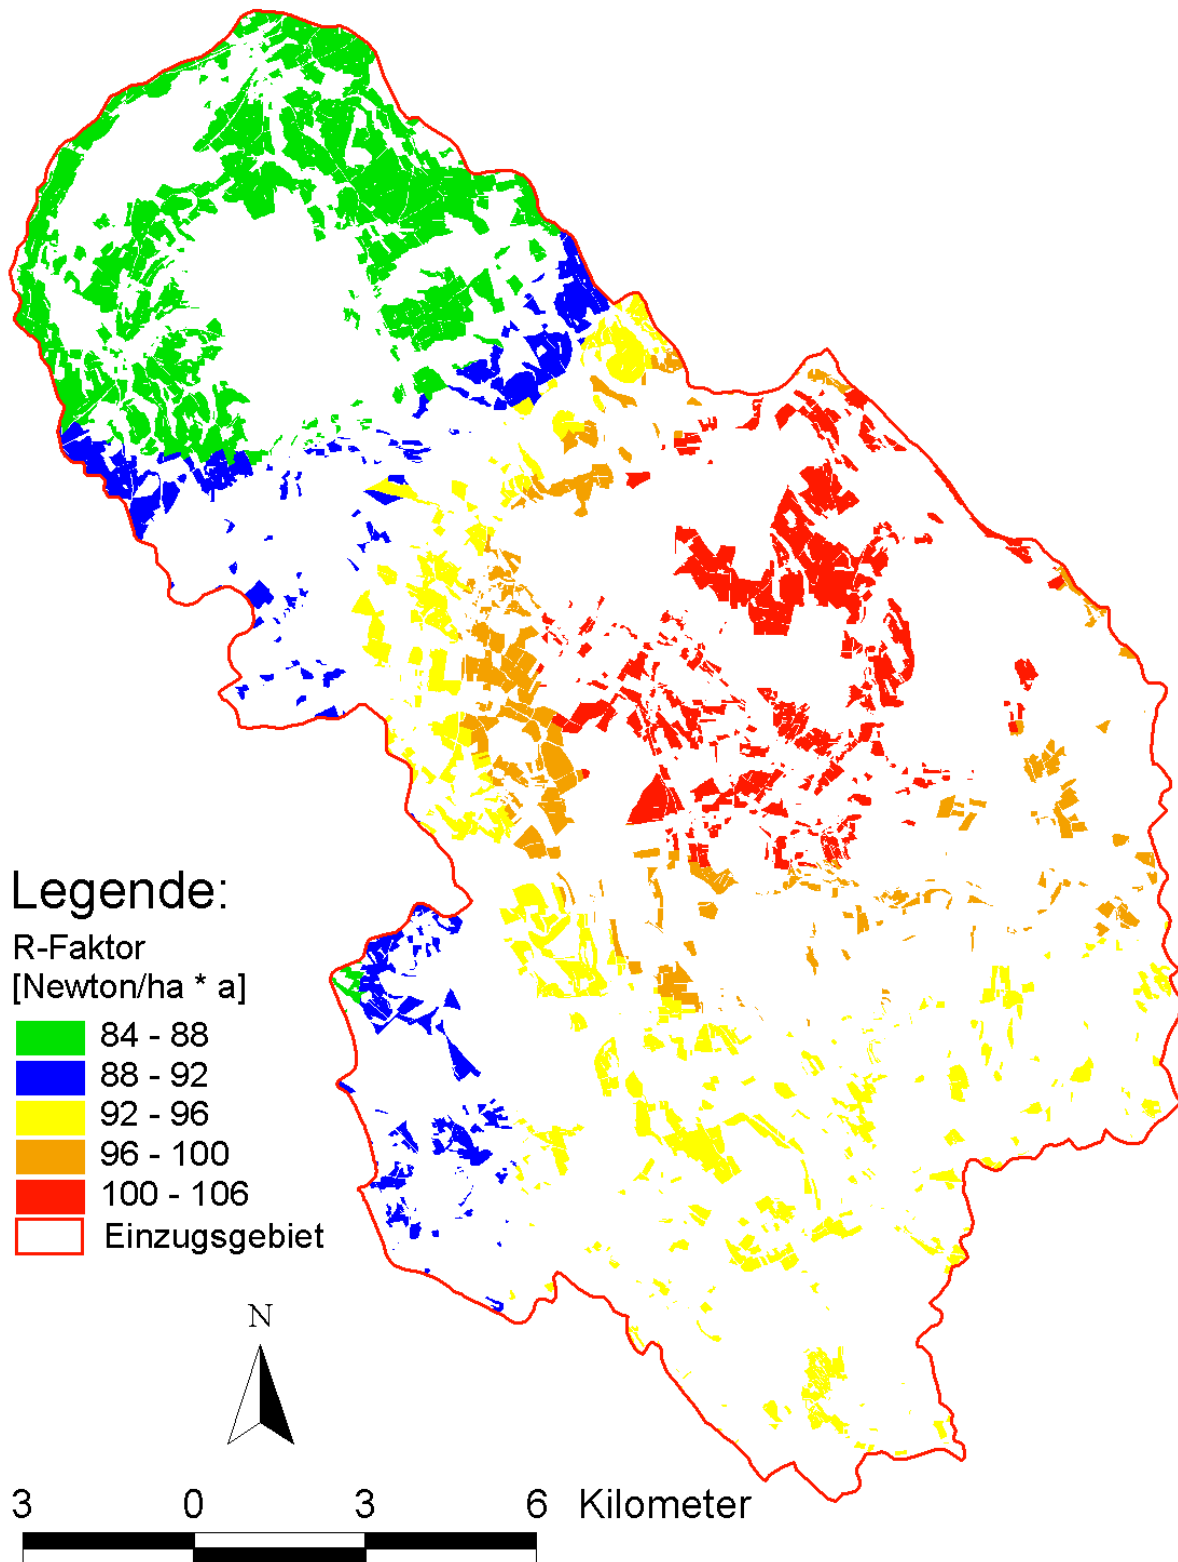 Legende:
R-Faktor
[Newton/ha * a]
84 - 88
88 - 92
92 - 96
96 - 100
100 - 106
Einzugsgebiet
N
3 0 3 6 Kilometer